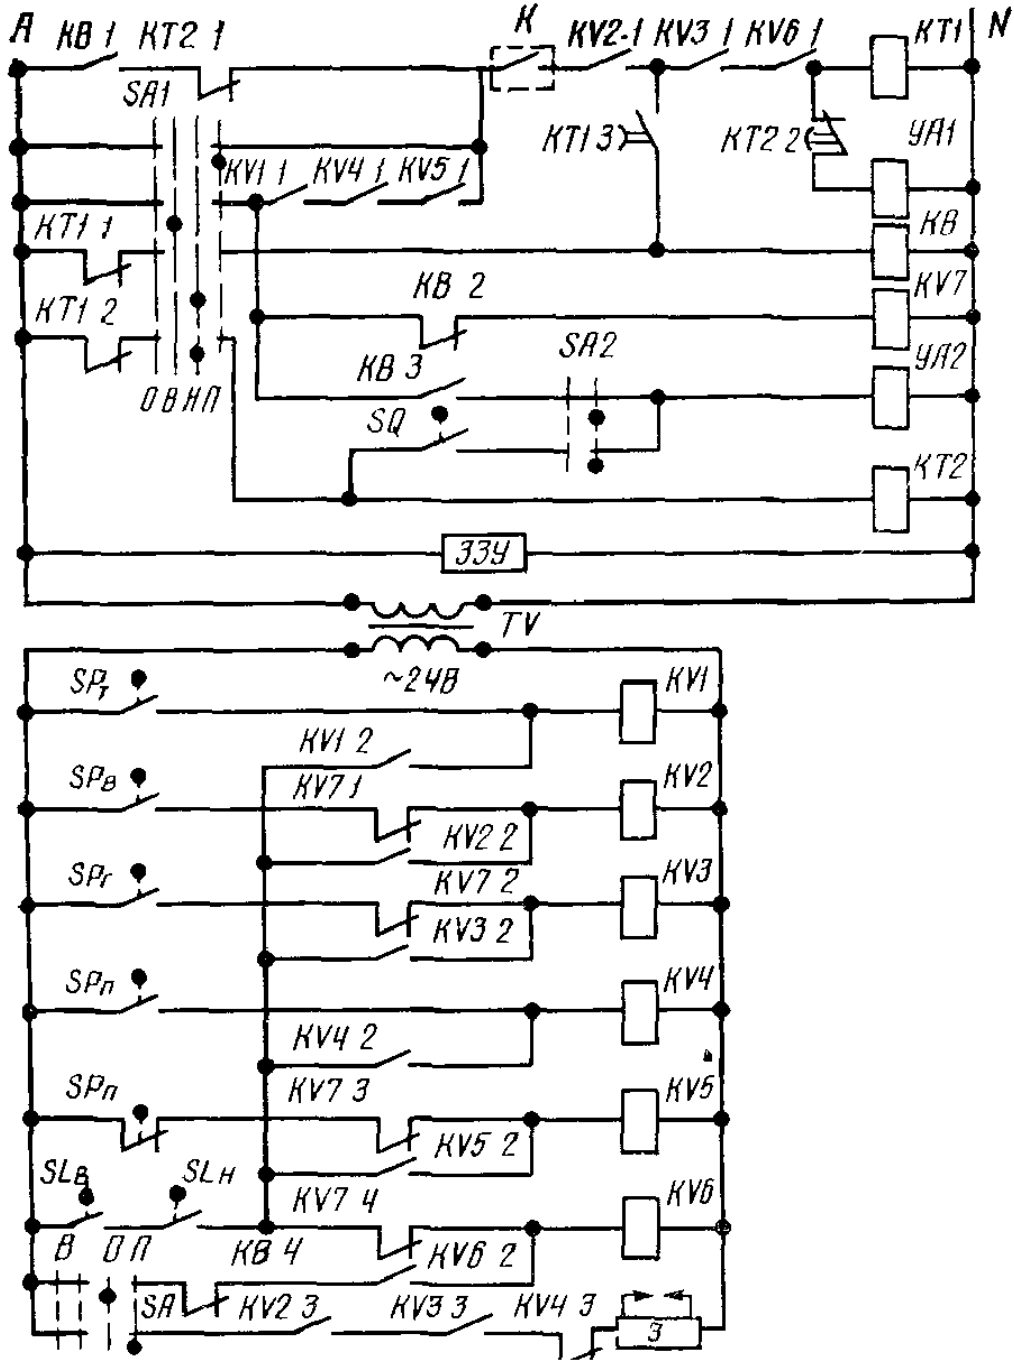 A KB 1 KT2 1 K KV2-1 KV3 1 KV6 1 KT1 N
SA1 KT1 3 KT2 2 УА1
KV1 1 KV4 1 KV5 1
KT1 1 KB
KB 2 KV7
KT1 2 SA2
KB 3 УА2
О В Н П SQ
KT2
ЗЗУ
TV
~24В
SPт KV1
KV1 2
SPв KV7 1 KV2
KV2 2
SPг KV7 2 KV3
KV3 2
SPп KV4
KV4 2
SPп KV7 3 KV5
KV5 2
SLв SLн KV7 4 KV6
В О П KB 4 KV6 2
SA KV2 3 KV3 3 KV4 3
Э